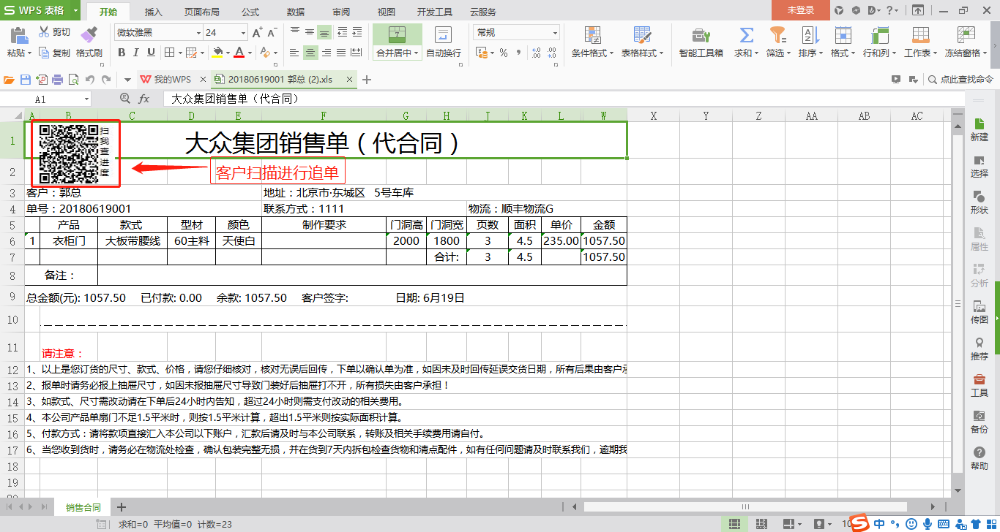 WPS 表格
开始 插入 页面布局 公式 数据 审阅 视图 开发工具 云服务 未登录
粘贴 剪切 复制 格式刷 微软雅黑 24 B I U 合并居中 自动换行 常规 条件格式 表格样式 智能工具箱 求和 筛选 排序 格式 行和列 工作表 冻结窗格
我的WPS 20180619001 郭总 (2).xls 点此查找命令
A1 fx 大众集团销售单（代合同）
A B C D E F G H J K L W X Y Z AA AB AC
1 扫我查进度 大众集团销售单（代合同）
2 客户扫描进行追单
3 客户：郭总 地址：北京市·东城区 5号车库
4 单号：20180619001 联系方式：1111 物流：顺丰物流G
5 产品 款式 型材 颜色 制作要求 门洞高 门洞宽 页数 面积 单价 金额
6 1 衣柜门 大板带腰线 60主料 天使白 2000 1800 3 4.5 235.00 1057.50
7 合计: 3 4.5 1057.50
8 备注：
9 总金额(元): 1057.50 已付款: 0.00 余款: 1057.50 客户签字: 日期: 6月19日
10
11 请注意：
12 1、以上是您订货的尺寸、款式、价格，请您仔细核对，核对无误后回传，下单以确认单为准，如因未及时回传延误交货日期，所有后果由客户
13 2、报单时请务必报上抽屉尺寸，如因未报抽屉尺寸导致门装好后抽屉打不开，所有损失由客户承担！
14 3、如款式、尺寸需改动请在下单后24小时内告知，超过24小时则需支付改动的相关费用。
15 4、本公司产品单扇门不足1.5平米时，则按1.5平米计算，超出1.5平米则按实际面积计算。
16 5、付款方式：请将款项直接汇入本公司以下账户，汇款后请及时与本公司联系，转账及相关手续费用请自付。
17 6、当您收到货时，请务必在物流处检查，确认包装完整无损，并在货到7天内拆包检查货物和清点配件，如有任何问题请及时联系我们，逾期我
18
19
新建
选择
形状
属性
分析
传图
推荐
工具
备份
帮助
销售合同
求和=0 平均值=0 计数=23 10 中